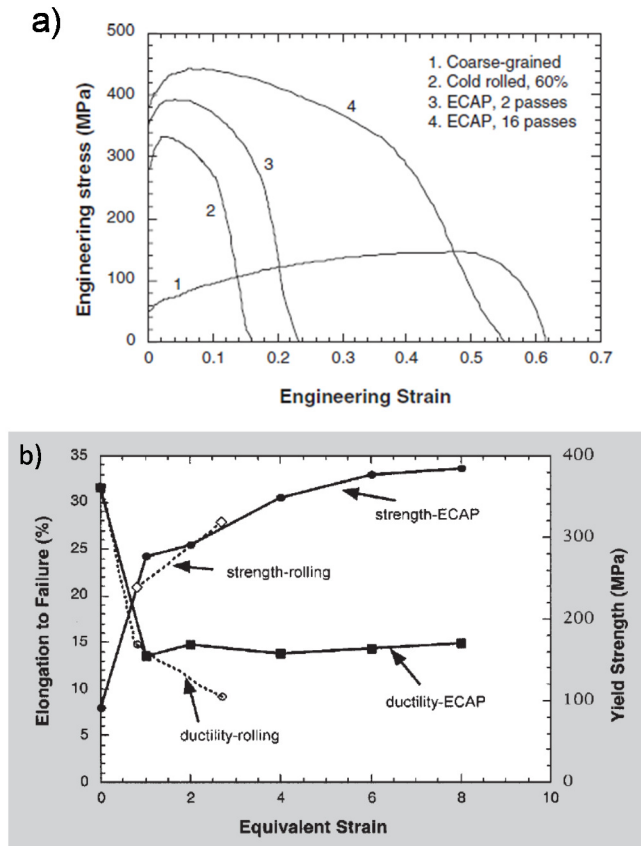 a)
500
400
300
200
100
0
Engineering stress (MPa)
1. Coarse-grained
2. Cold rolled, 60%
3. ECAP, 2 passes
4. ECAP, 16 passes
4
3
2
1
0 0.1 0.2 0.3 0.4 0.5 0.6 0.7
Engineering Strain
b)
35
30
25
20
15
10
5
0
Elongation to Failure (%)
400
300
200
100
0
Yield Strength (MPa)
strength-ECAP
strength-rolling
ductility-ECAP
ductility-rolling
0 2 4 6 8 10
Equivalent Strain